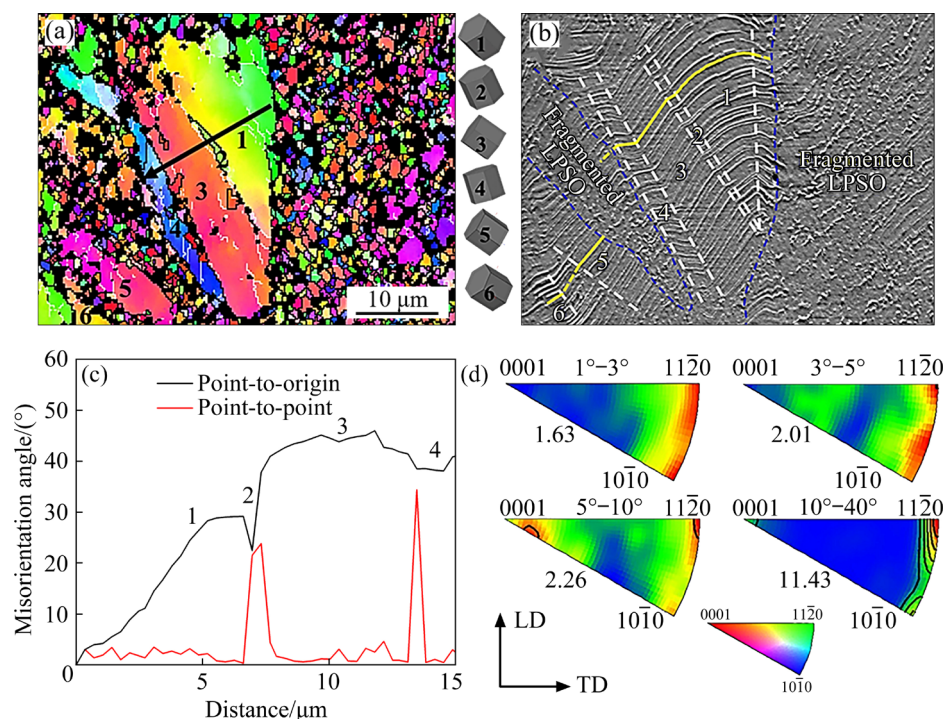 (a)
1
2
3
4
5
6
10 μm
1
2
3
4
5
6
(b)
1
2
3
4
5
6
Fragmented
LPSO
Fragmented
LPSO
(c)
Point-to-origin
Point-to-point
1
2
3
4
60
50
40
30
20
10
0
5
10
15
Misorientation angle/(°)
Distance/μm
(d)
0001 1°−3° 112̄0
1.63
101̄0
0001 3°−5° 112̄0
2.01
101̄0
0001 5°−10° 112̄0
2.26
101̄0
0001 10°−40° 112̄0
11.43
101̄0
LD
TD
0001 112̄0
101̄0